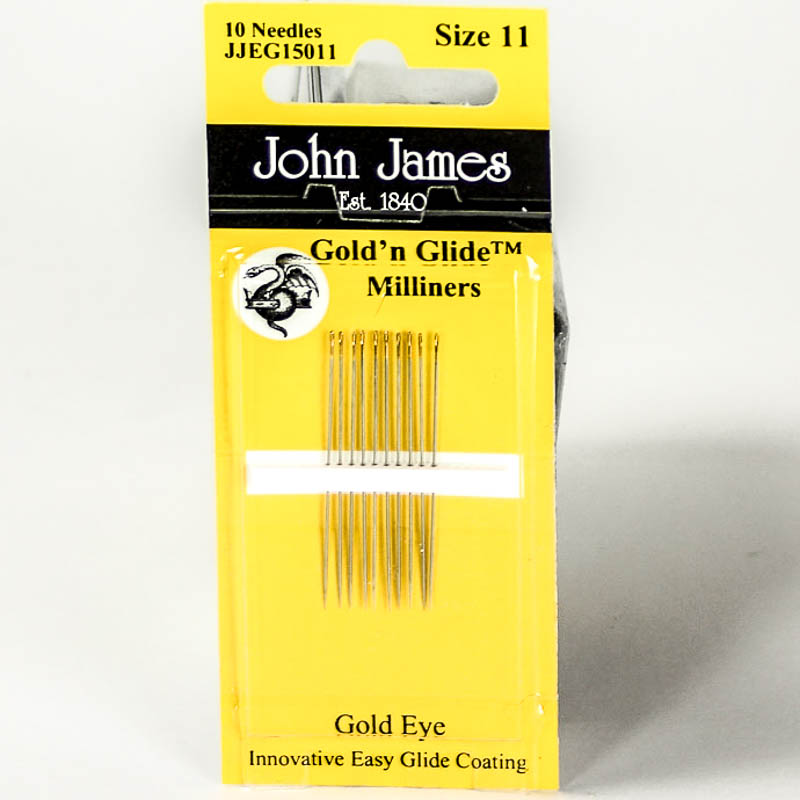 10 Needles
JJEG15011
Size 11
John James
Est. 1840
Gold'n Glide™
Milliners
Gold Eye
Innovative Easy Glide Coating